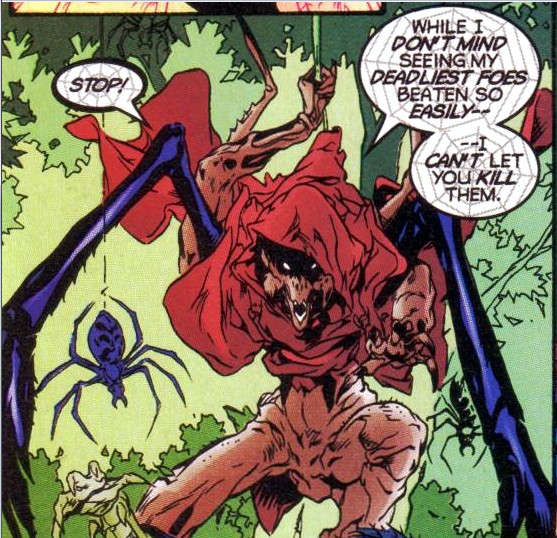 STOP!
WHILE I
DON'T MIND
SEEING MY
DEADLIEST FOES
BEATEN SO
EASILY--
--I
CAN'T LET
YOU KILL
THEM.